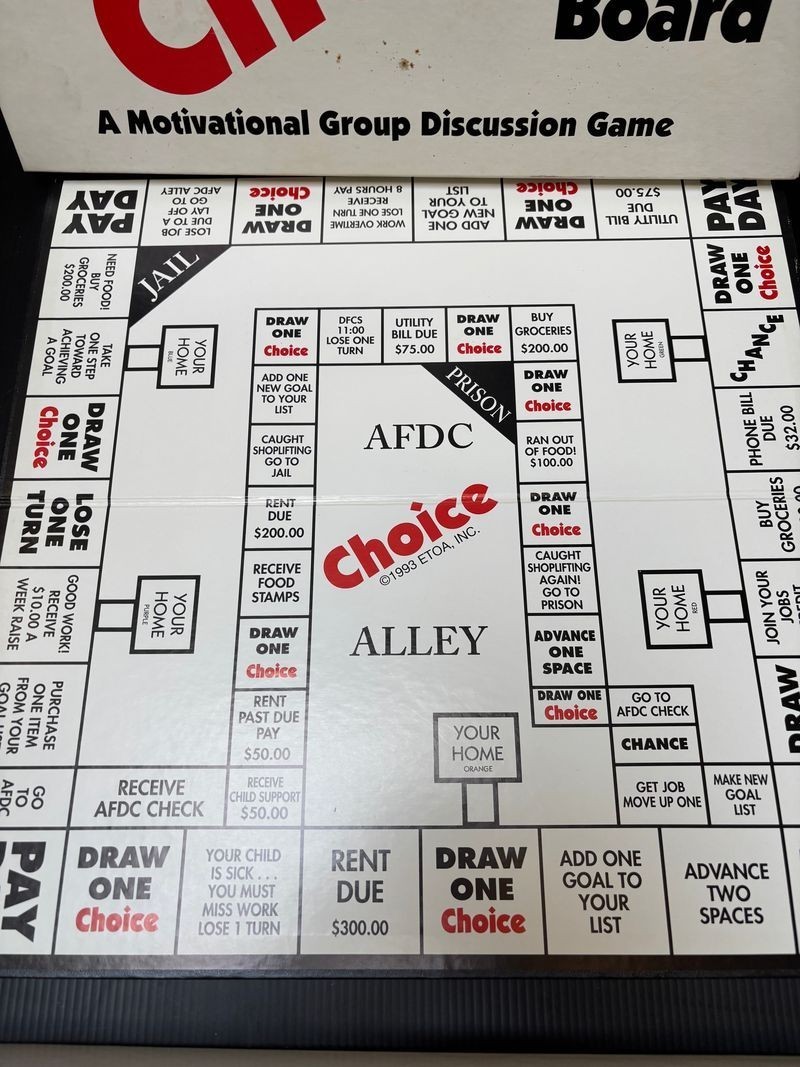 Board
A Motivational Group Discussion Game
PAY
DAY
LOSE JOB
DUE TO A
LAY OFF
GO TO
AFDC ALLEY
DRAW
ONE
Choice
WORK OVERTIME
LOSE ONE TURN
RECEIVE
8 HOURS PAY
ADD ONE
NEW GOAL
TO YOUR
LIST
DRAW
ONE
Choice
UTILITY BILL
DUE
$75.00
PAY
DAY
NEED FOOD!
BUY
GROCERIES
$200.00
JAIL
DRAW
ONE
Choice
TAKE
ONE STEP
TOWARD
ACHIEVING
A GOAL
YOUR
HOME
BLUE
DRAW
ONE
Choice
DFCS
11:00
LOSE ONE
TURN
UTILITY
BILL DUE
$75.00
DRAW
ONE
Choice
BUY
GROCERIES
$200.00
YOUR
HOME
GREEN
CHANCE
ADD ONE
NEW GOAL
TO YOUR
LIST
PRISON
DRAW
ONE
Choice
DRAW
ONE
Choice
CAUGHT
SHOPLIFTING
GO TO
JAIL
AFDC
RAN OUT
OF FOOD!
$100.00
PHONE BILL
DUE
$32.00
LOSE
ONE
TURN
RENT
DUE
$200.00
Choice
©1993 ETOA, INC.
DRAW
ONE
Choice
BUY
GROCERIES
GOOD WORK!
RECEIVE
$10.00 A
WEEK RAISE
YOUR
HOME
PURPLE
RECEIVE
FOOD
STAMPS
CAUGHT
SHOPLIFTING
AGAIN!
GO TO
PRISON
YOUR
HOME
RED
JOIN YOUR
JOBS
DRAW
ONE
Choice
ALLEY
ADVANCE
ONE
SPACE
PURCHASE
ONE ITEM
FROM YOUR
RENT
PAST DUE
PAY
$50.00
YOUR
HOME
ORANGE
DRAW ONE
Choice
GO TO
AFDC CHECK
DRAW
CHANCE
GO
TO
AFDC
RECEIVE
AFDC CHECK
RECEIVE
CHILD SUPPORT
$50.00
GET JOB
MOVE UP ONE
MAKE NEW
GOAL
LIST
PAY
DRAW
ONE
Choice
YOUR CHILD
IS SICK . . .
YOU MUST
MISS WORK
LOSE 1 TURN
RENT
DUE
$300.00
DRAW
ONE
Choice
ADD ONE
GOAL TO
YOUR
LIST
ADVANCE
TWO
SPACES